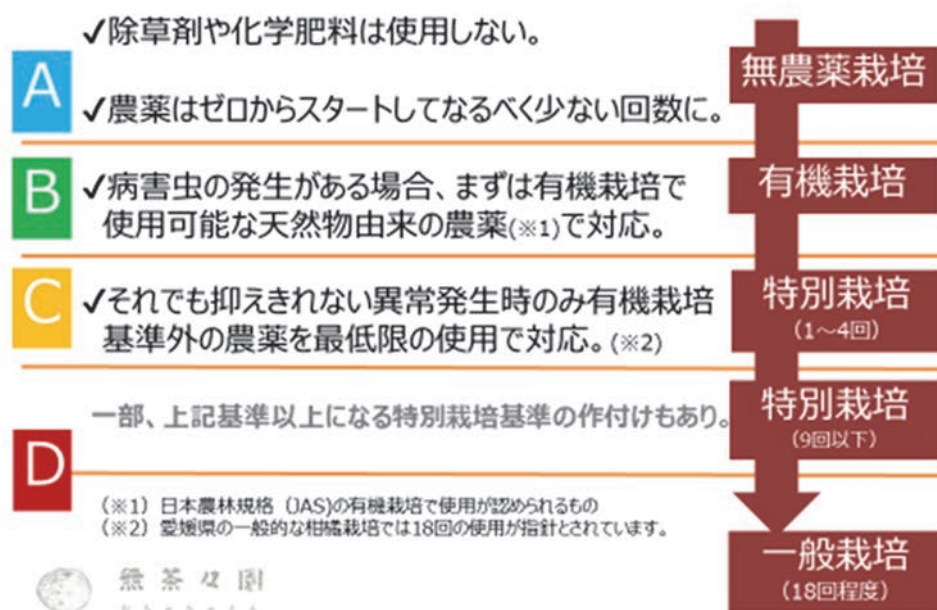 ✓除草剤や化学肥料は使用しない。
A
✓農薬はゼロからスタートしてなるべく少ない回数に。
無農薬栽培
B
✓病害虫の発生がある場合、まずは有機栽培で
使用可能な天然物由来の農薬(※1)で対応。
有機栽培
C
✓それでも抑えきれない異常発生時のみ有機栽培
基準外の農薬を最低限の使用で対応。(※2)
特別栽培
(1〜4回)
一部、上記基準以上になる特別栽培基準の作付けもあり。
D
特別栽培
(9回以下)
(※1)日本農林規格(JAS)の有機栽培で使用が認められるもの
(※2)愛媛県の一般的な柑橘栽培では18回の使用が指針とされています。
一般栽培
(18回程度)
無茶々園